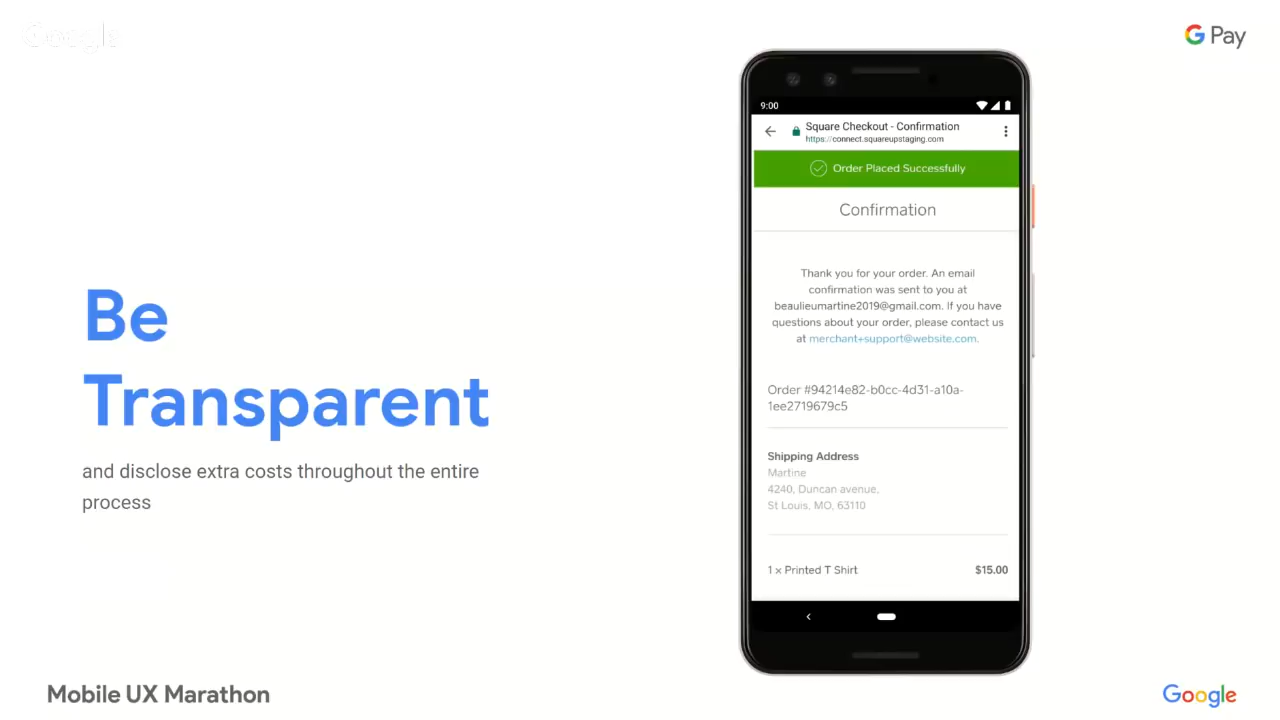 Google
G Pay
9:00
Square Checkout - Confirmation
https://connect.squareupstaging.com
Order Placed Successfully
Confirmation
Thank you for your order. An email
confirmation was sent to you at
beaulieumartine2019@gmail.com. If you have
questions about your order, please contact us
at merchant+support@website.com.
Order #94214e82-b0cc-4d31-a10a-
1ee2719679c5
Shipping Address
Martine
4240, Duncan avenue,
St Louis, MO, 63110
1 x Printed T Shirt $15.00
Be
Transparent
and disclose extra costs throughout the entire
process
Mobile UX Marathon
Google